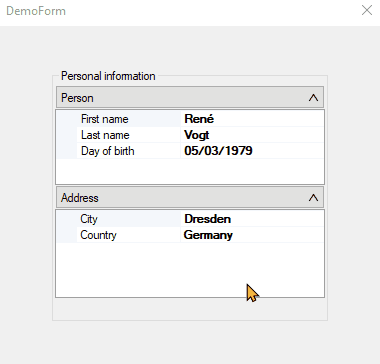 DemoForm
Personal information
Person
First name René
Last name Vogt
Day of birth 05/03/1979
Address
City Dresden
Country Germany